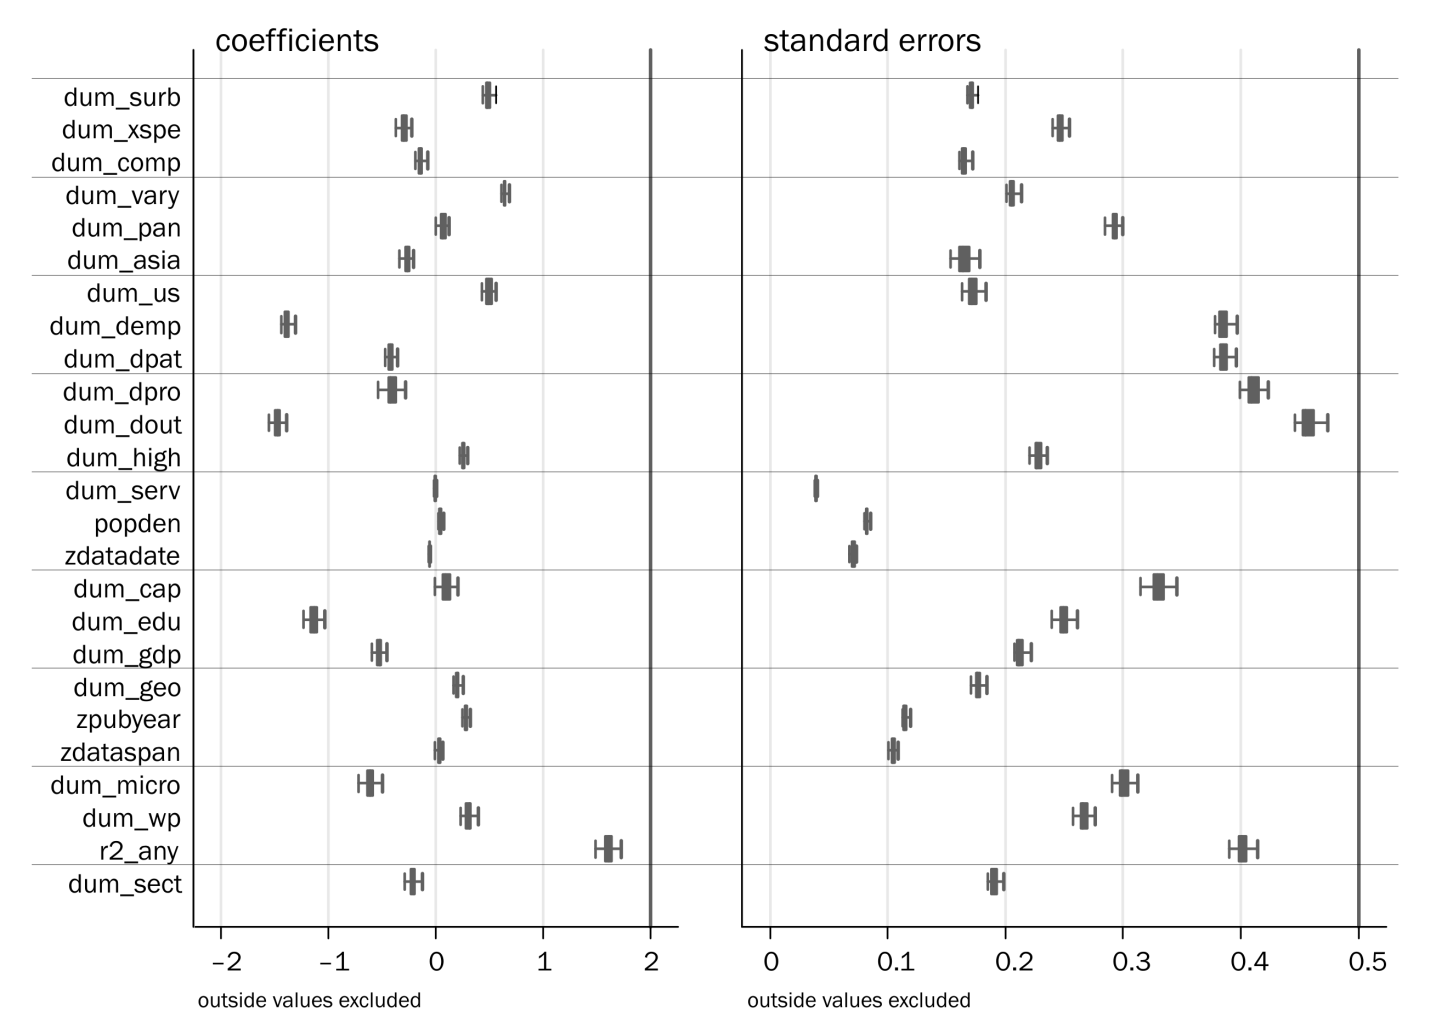 coefficients
standard errors
dum_surb
dum_xspe
dum_comp
dum_vary
dum_pan
dum_asia
dum_us
dum_demp
dum_dpat
dum_dpro
dum_dout
dum_high
dum_serv
popden
zdatadate
dum_cap
dum_edu
dum_gdp
dum_geo
zpubyear
zdataspan
dum_micro
dum_wp
r2_any
dum_sect
–2 –1 0 1 2
0 0.1 0.2 0.3 0.4 0.5
outside values excluded
outside values excluded